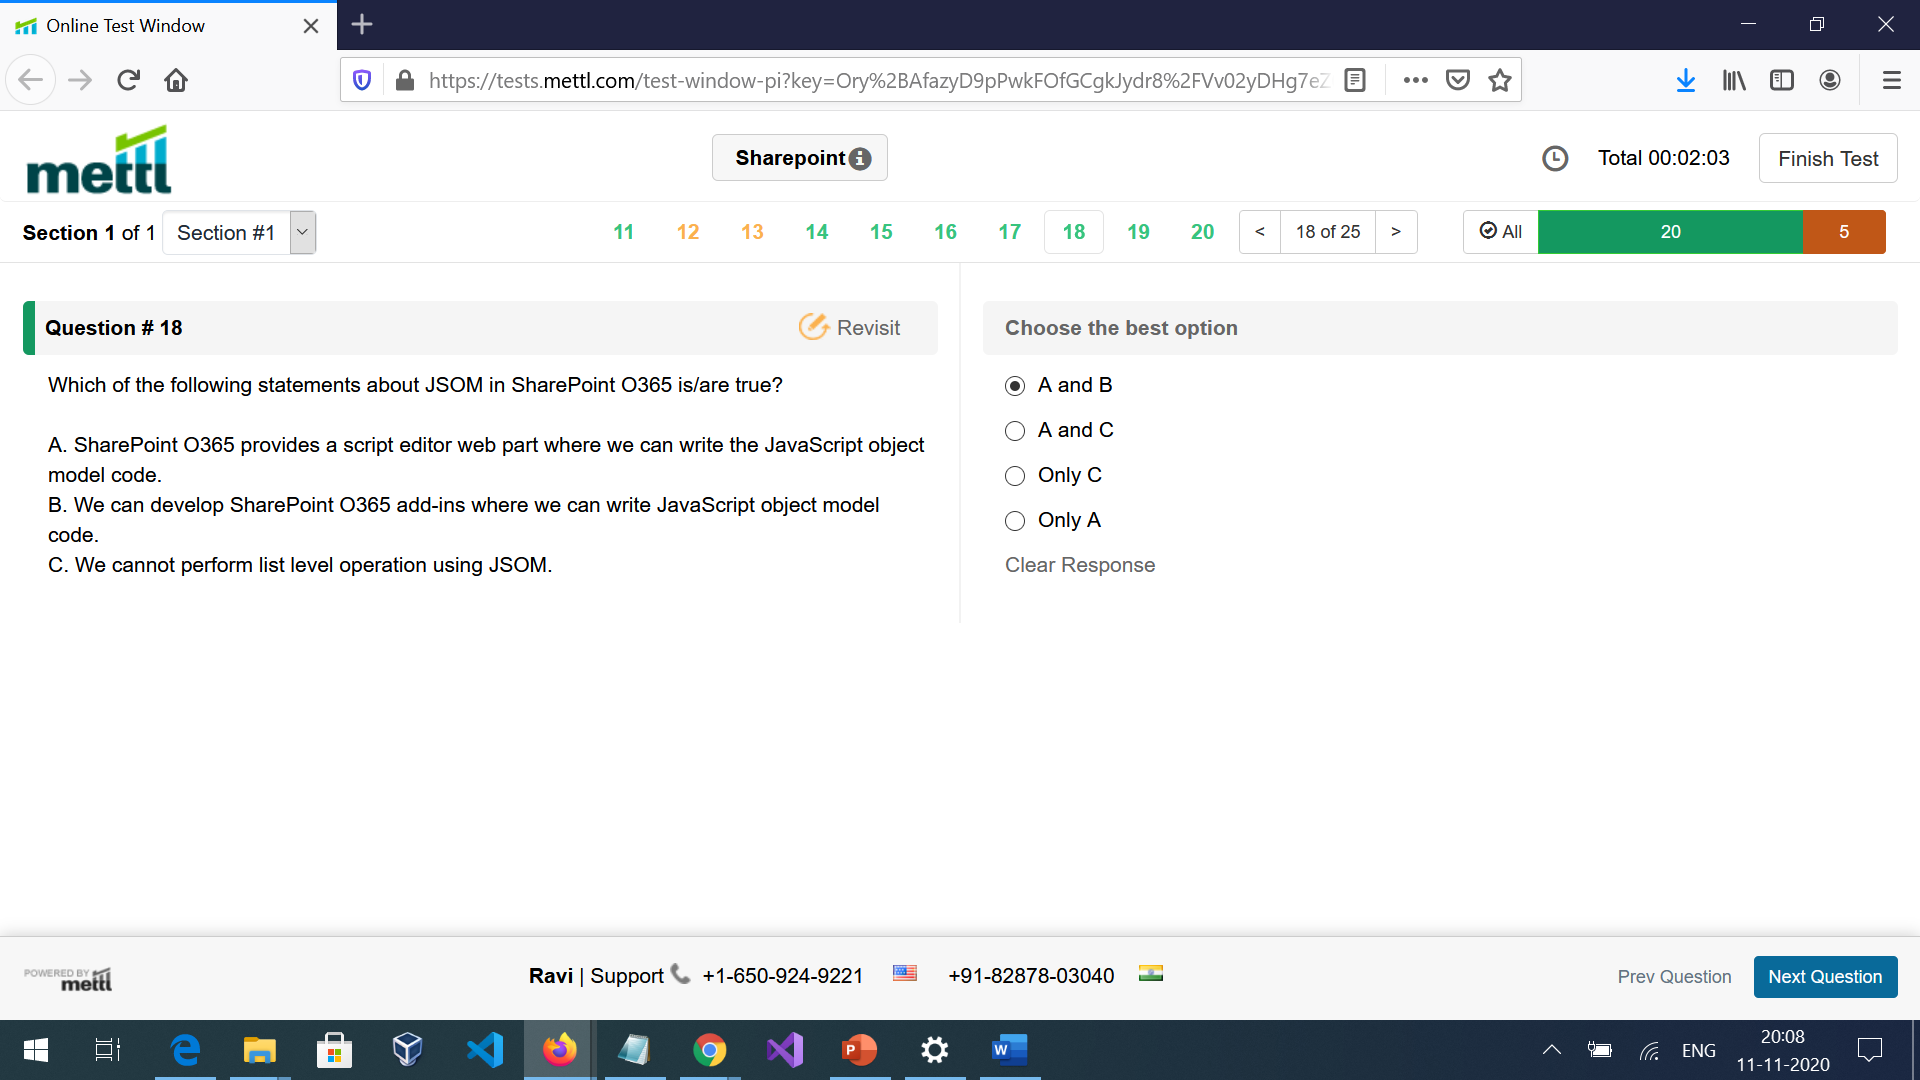 Online Test Window
https://tests.mettl.com/test-window-pi?key=Ory%2BAfazyD9pPwkFOfGCgkJydr8%2FVv02yDHg7eZ
mettl
Sharepoint
Total 00:02:03
Finish Test
Section 1 of 1
Section #1
11 12 13 14 15 16 17 18 19 20
< 18 of 25 >
All
20
5
Question # 18
Revisit
Which of the following statements about JSOM in SharePoint O365 is/are true?
A. SharePoint O365 provides a script editor web part where we can write the JavaScript object
model code.
B. We can develop SharePoint O365 add-ins where we can write JavaScript object model
code.
C. We cannot perform list level operation using JSOM.
Choose the best option
A and B
A and C
Only C
Only A
Clear Response
POWERED BY mettl
Ravi | Support +1-650-924-9221 +91-82878-03040
Prev Question
Next Question
ENG
20:08
11-11-2020